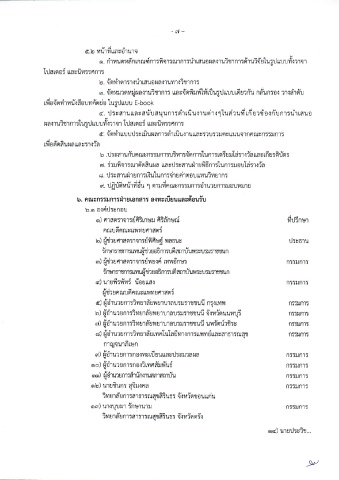 - ๗ -
๕.๒ หน้าที่และอำนาจ
๑. กำหนดหลักเกณฑ์การพิจารณาการนำเสนอผลงานวิชาการด้านวิจัยในรูปแบบทั้งวาจา
โปสเตอร์ และนิทรรศการ
๒. จัดทำตารางนำเสนอผลงานทางวิชาการ
๓. จัดหมวดหมู่ผลงานวิชาการ และจัดพิมพ์ให้เป็นรูปแบบเดียวกัน กลั่นกรอง วางลำดับ
เพื่อจัดทำหนังสือบทคัดย่อ ในรูปแบบ E-book
๔. ประสานและสนับสนุนการดำเนินงานต่างๆในส่วนที่เกี่ยวข้องกับการนำเสนอ
ผลงานวิชาการในรูปแบบทั้งวาจา โปสเตอร์ และนิทรรศการ
๕. จัดทำแบบประเมินผลการดำเนินงานและรวบรวมคะแนนจากคณะกรรมการ
เพื่อตัดสินผลและรางวัล
๖. ประสานกับคณะกรรมการบริหารจัดการในการเตรียมโล่รางวัลและเกียรติบัตร
๗. ร่วมพิจารณาตัดสินผล และประสานฝ่ายพิธีการในการมอบโล่รางวัล
๘. ประสานฝ่ายการเงินในการจ่ายค่าตอบแทนวิทยากร
๙. ปฏิบัติหน้าที่อื่น ๆ ตามที่คณะกรรมการอำนวยการมอบหมาย
๖. คณะกรรมการฝ่ายเอกสาร ลงทะเบียนและต้อนรับ
๖.๑ องค์ประกอบ
๑) ศาสตราจารย์ศิริเกษม ศิริลักษณ์ ที่ปรึกษา
คณบดีคณะแพทยศาสตร์
๒) ผู้ช่วยศาสตราจารย์พิศิษฐ์ พลธนะ ประธาน
รักษาราชการแทนผู้ช่วยอธิการบดีสถาบันพระบรมราชชนก
๓) ผู้ช่วยศาสตราจารย์ทยงค์ เทพอักษร กรรมการ
รักษาราชการแทนผู้ช่วยอธิการบดีสถาบันพระบรมราชชนก
๔) นายพีรพัทร์ น้อยแสง กรรมการ
ผู้ช่วยคณบดีคณะแพทยศาสตร์
๕) ผู้อำนวยการวิทยาลัยพยาบาลบรมราชชนนี กรุงเทพ กรรมการ
๖) ผู้อำนวยการวิทยาลัยพยาบาลบรมราชชนนี จังหวัดนนทบุรี กรรมการ
๗) ผู้อำนวยการวิทยาลัยพยาบาลบรมราชชนนี นพรัตน์วชิระ กรรมการ
๘) ผู้อำนวยการวิทยาลัยเทคโนโลยีทางการแพทย์และสาธารณสุข กรรมการ
กาญจนาภิเษก
๙) ผู้อำนวยการกองทะเบียนและประมวลผล กรรมการ
๑๐) ผู้อำนวยการกองวิเทศสัมพันธ์ กรรมการ
๑๑) ผู้อำนวยการสำนักงานสภาสถาบัน กรรมการ
๑๒) นายชินกร สุจิมงคล กรรมการ
วิทยาลัยการสาธารณสุขสิรินธร จังหวัดขอนแก่น
๑๓) นางบุบผา รักษานาม กรรมการ
วิทยาลัยการสาธารณสุขสิรินธร จังหวัดตรัง
๑๔) นายประวิช...